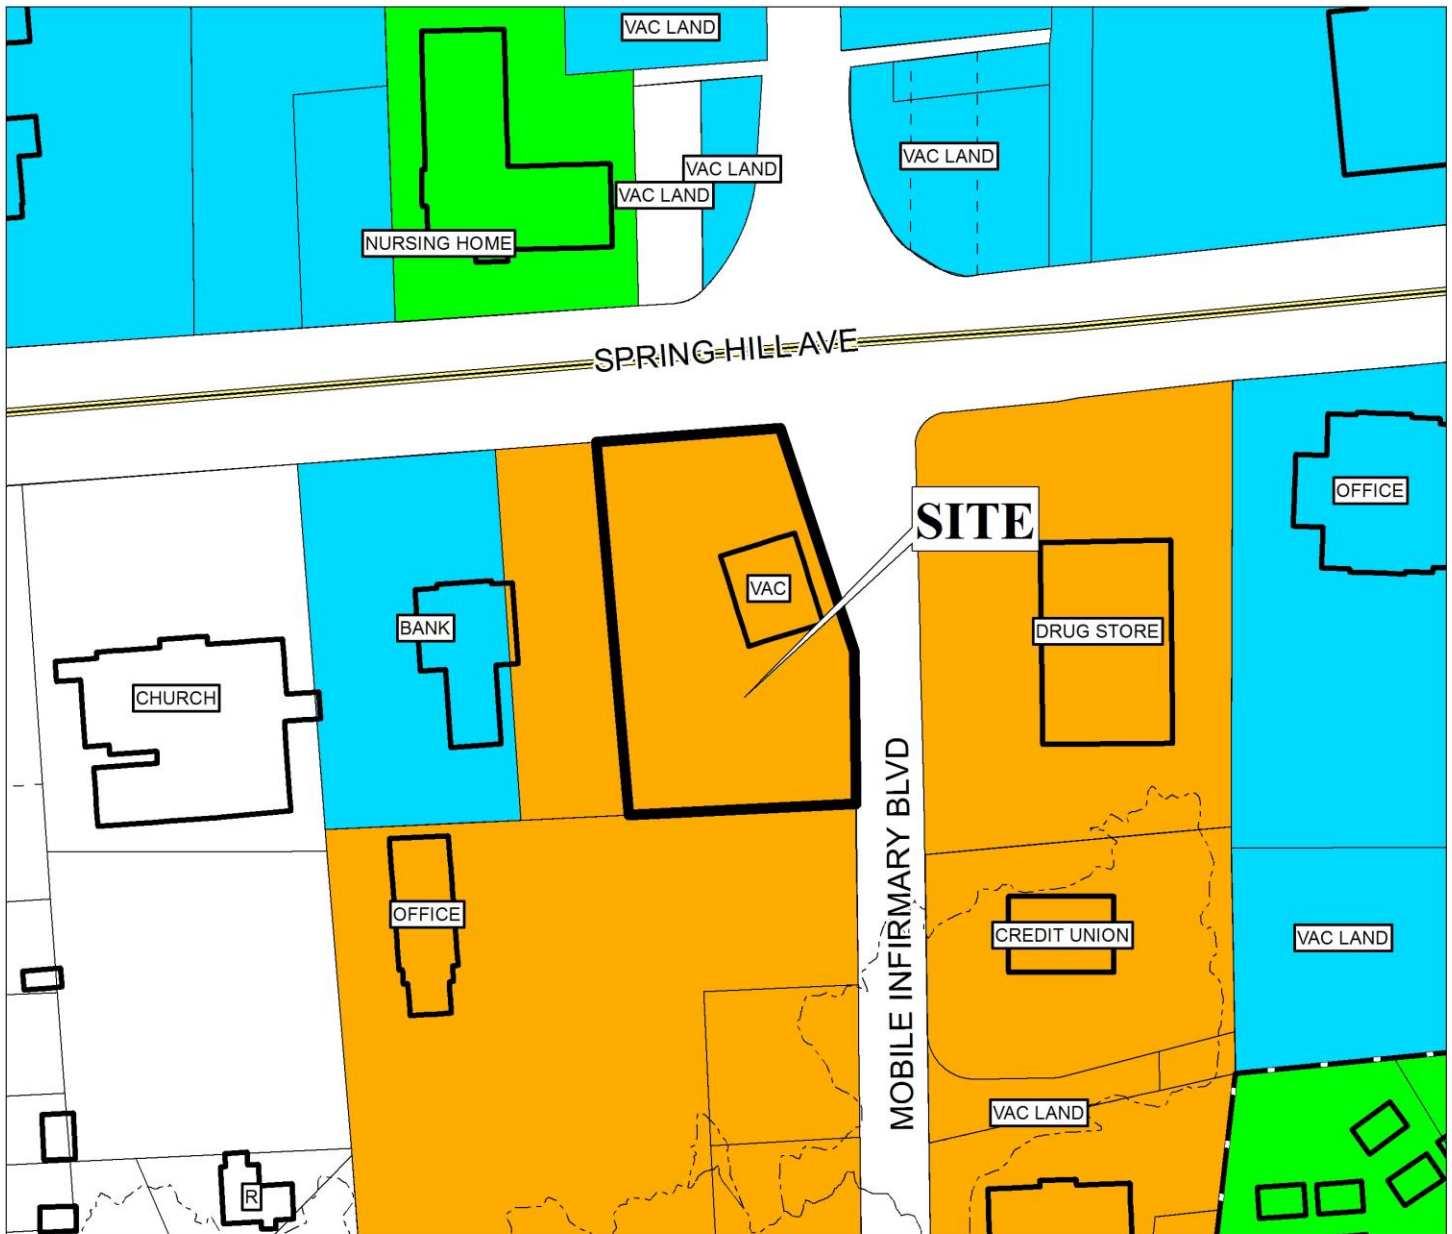 VAC LAND
VAC LAND
VAC LAND
VAC LAND
NURSING HOME
SPRING HILL AVE
OFFICE
SITE
VAC
BANK
DRUG STORE
CHURCH
MOBILE INFIRMARY BLVD
OFFICE
CREDIT UNION
VAC LAND
VAC LAND
R